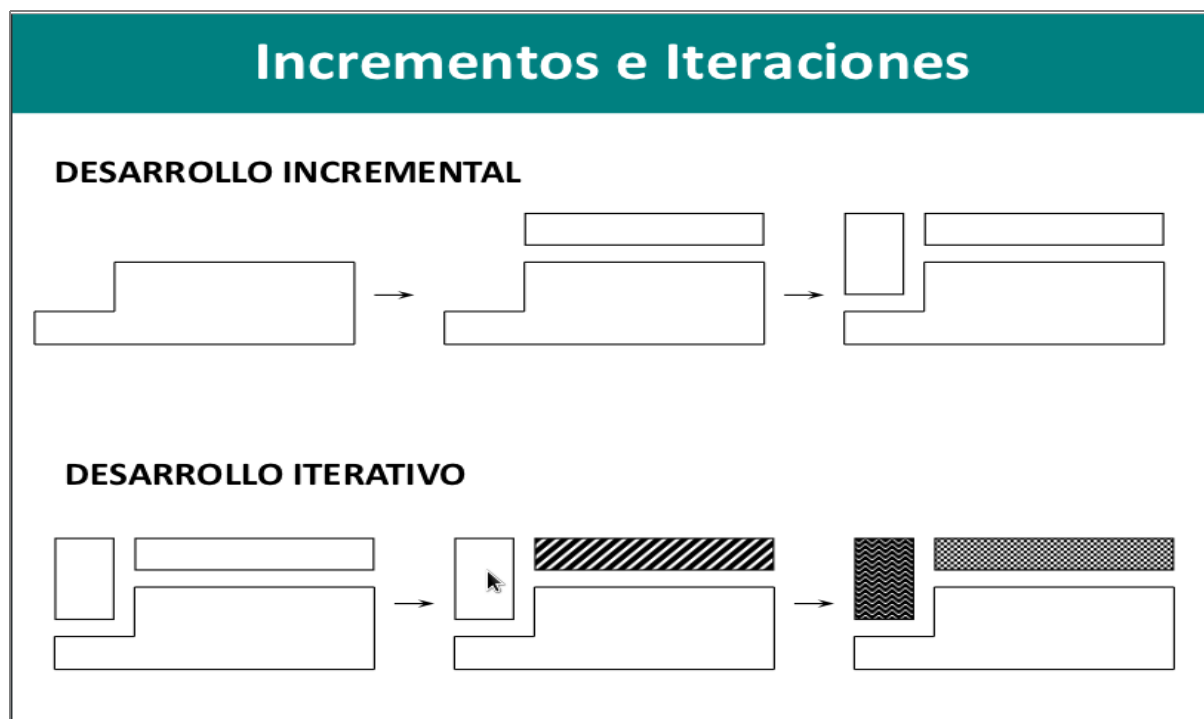 Incrementos e Iteraciones
DESARROLLO INCREMENTAL
DESARROLLO ITERATIVO